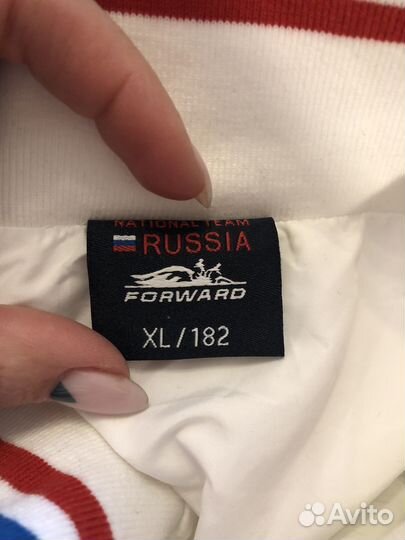 NATIONAL TEAM
RUSSIA
FORWARD
XL/182
Avito